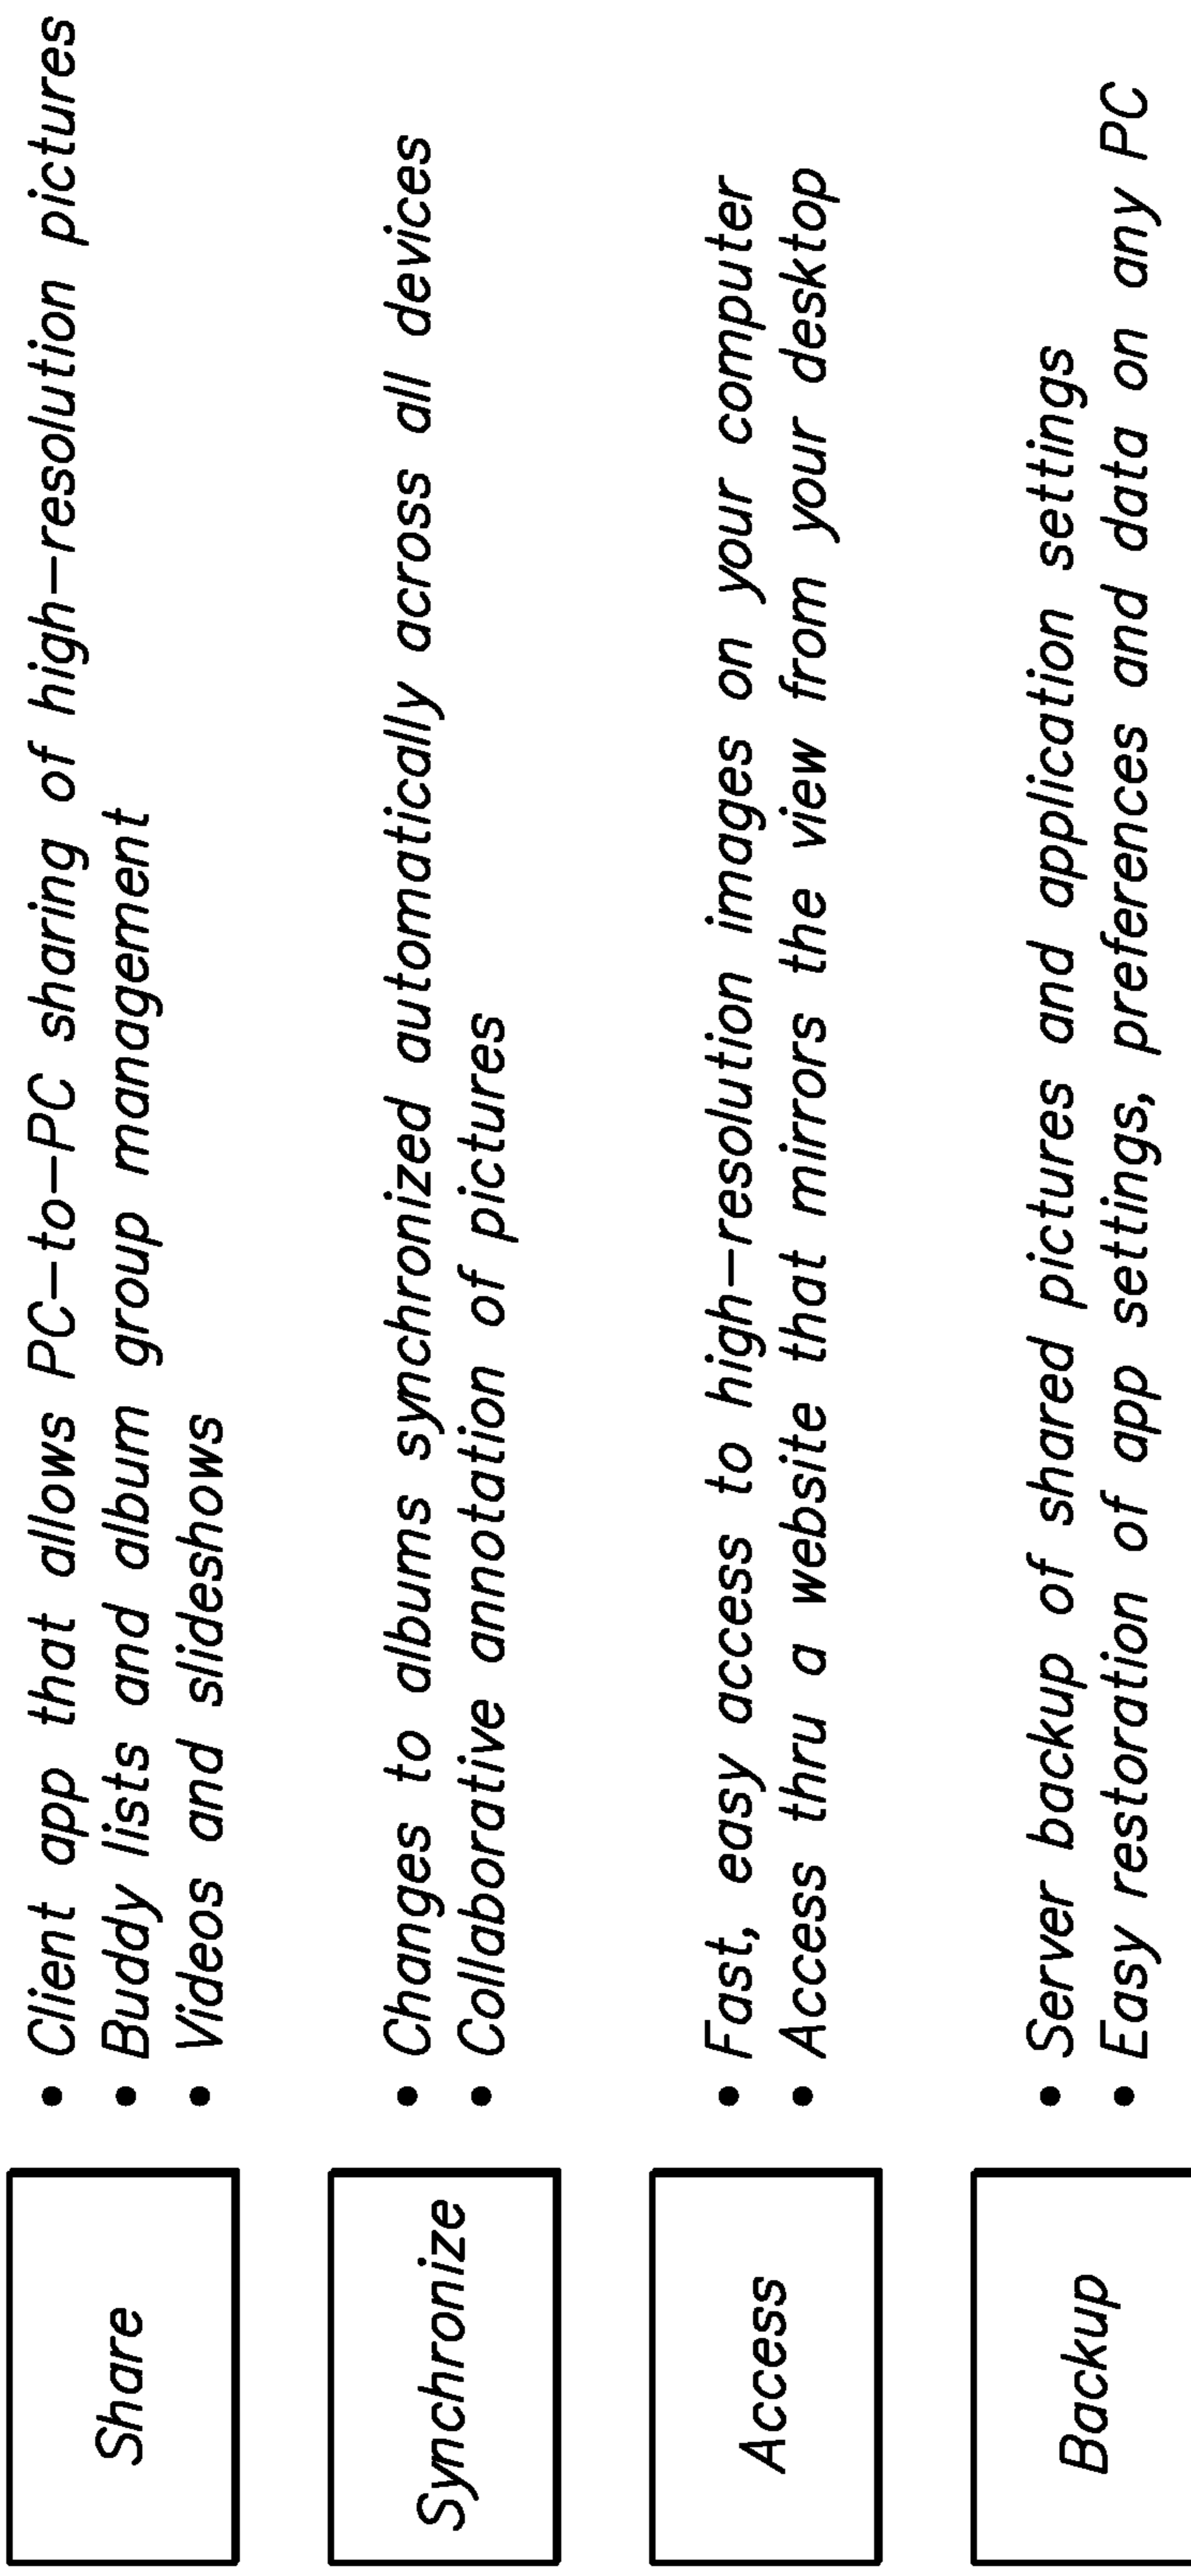 Share
• Client app that allows PC-to-PC sharing of high-resolution pictures
• Buddy lists and album group management
• Videos and slideshows
Synchronize
• Changes to albums synchronized automatically across all devices
• Collaborative annotation of pictures
Access
• Fast, easy access to high-resolution images on your computer
• Access thru a website that mirrors the view from your desktop
Backup
• Server backup of shared pictures and application settings
• Easy restoration of app settings, preferences and data on any PC